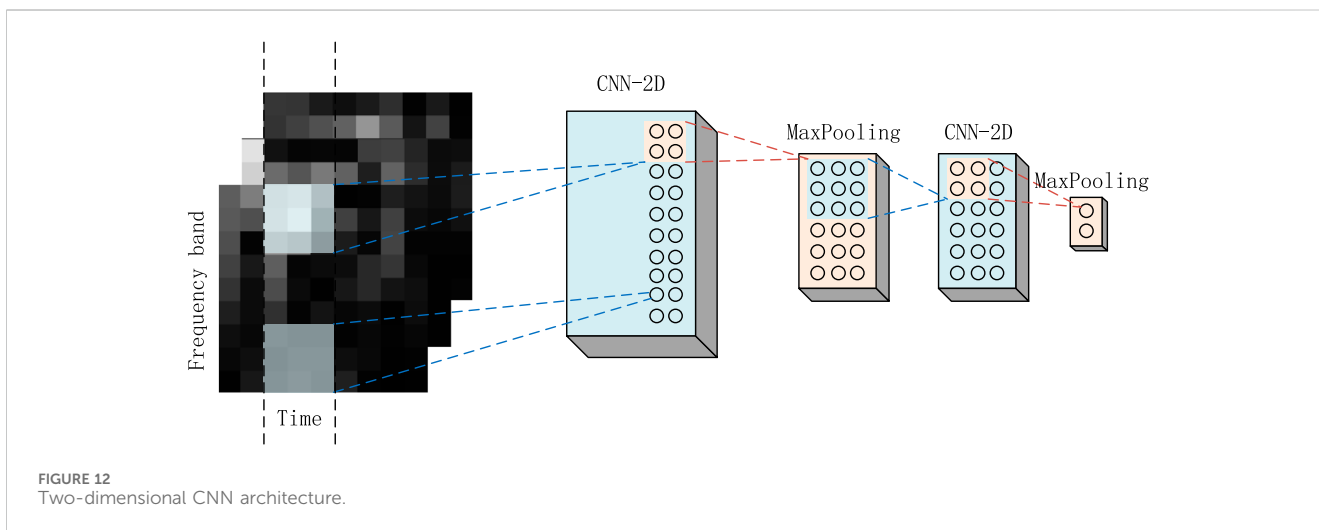 CNN-2D
MaxPooling
CNN-2D
MaxPooling
Frequency band
Time
FIGURE 12
Two-dimensional CNN architecture.